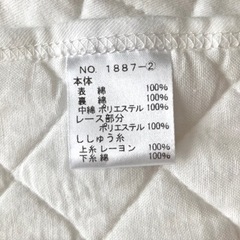 NO. 1887-②
本体
表 綿 100%
裏 綿 100%
中綿 ポリエステル 100%
レース部分
ポリエステル 100%
ししゅう糸
上糸 レーヨン 100%
下糸 綿 100%